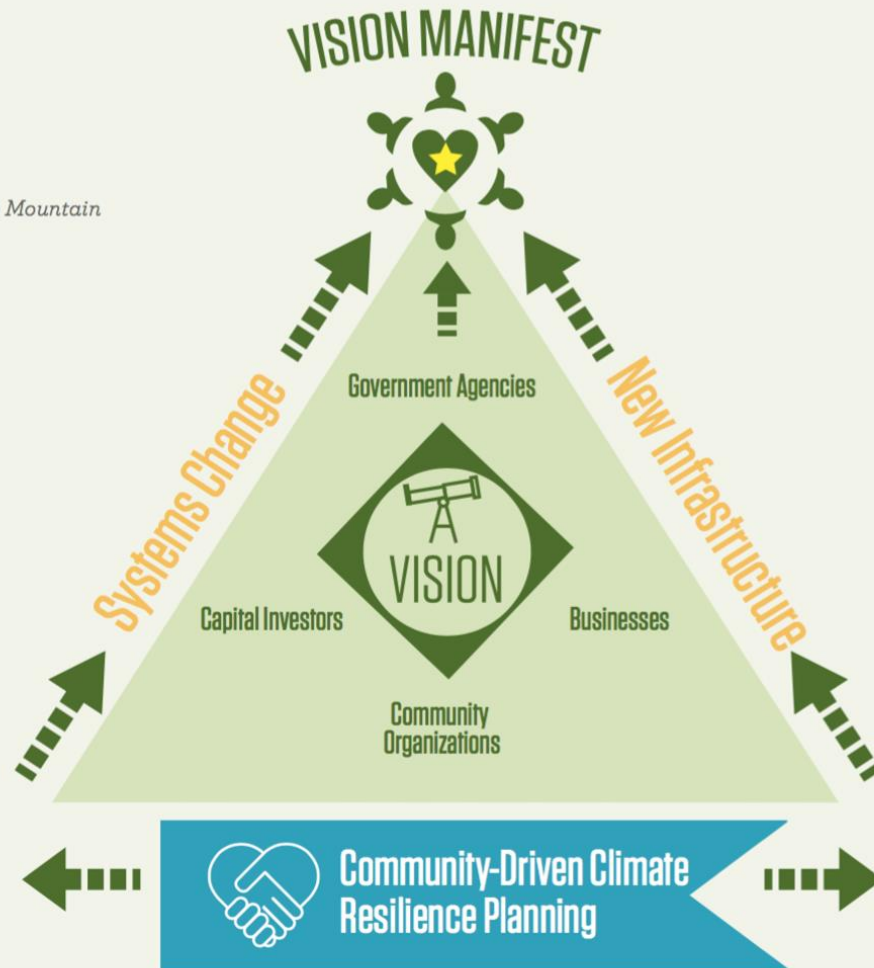 VISION MANIFEST
Mountain
Systems Change
New Infrastructure
Government Agencies
VISION
Capital Investors
Businesses
Community
Organizations
Community-Driven Climate
Resilience Planning